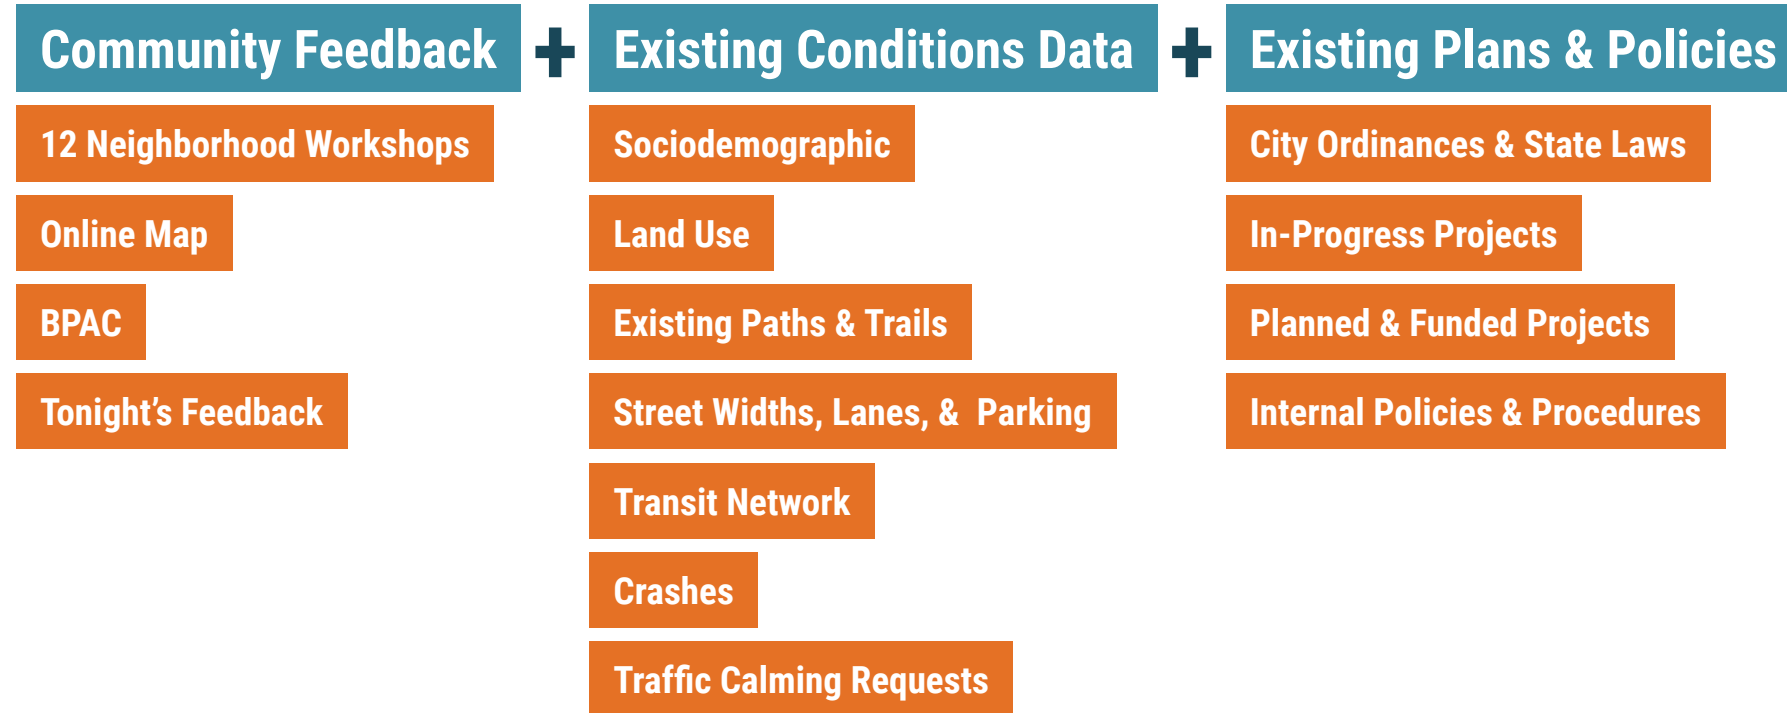 Community Feedback + Existing Conditions Data + Existing Plans & Policies
12 Neighborhood Workshops
Online Map
BPAC
Tonight’s Feedback
Sociodemographic
Land Use
Existing Paths & Trails
Street Widths, Lanes, & Parking
Transit Network
Crashes
Traffic Calming Requests
City Ordinances & State Laws
In-Progress Projects
Planned & Funded Projects
Internal Policies & Procedures